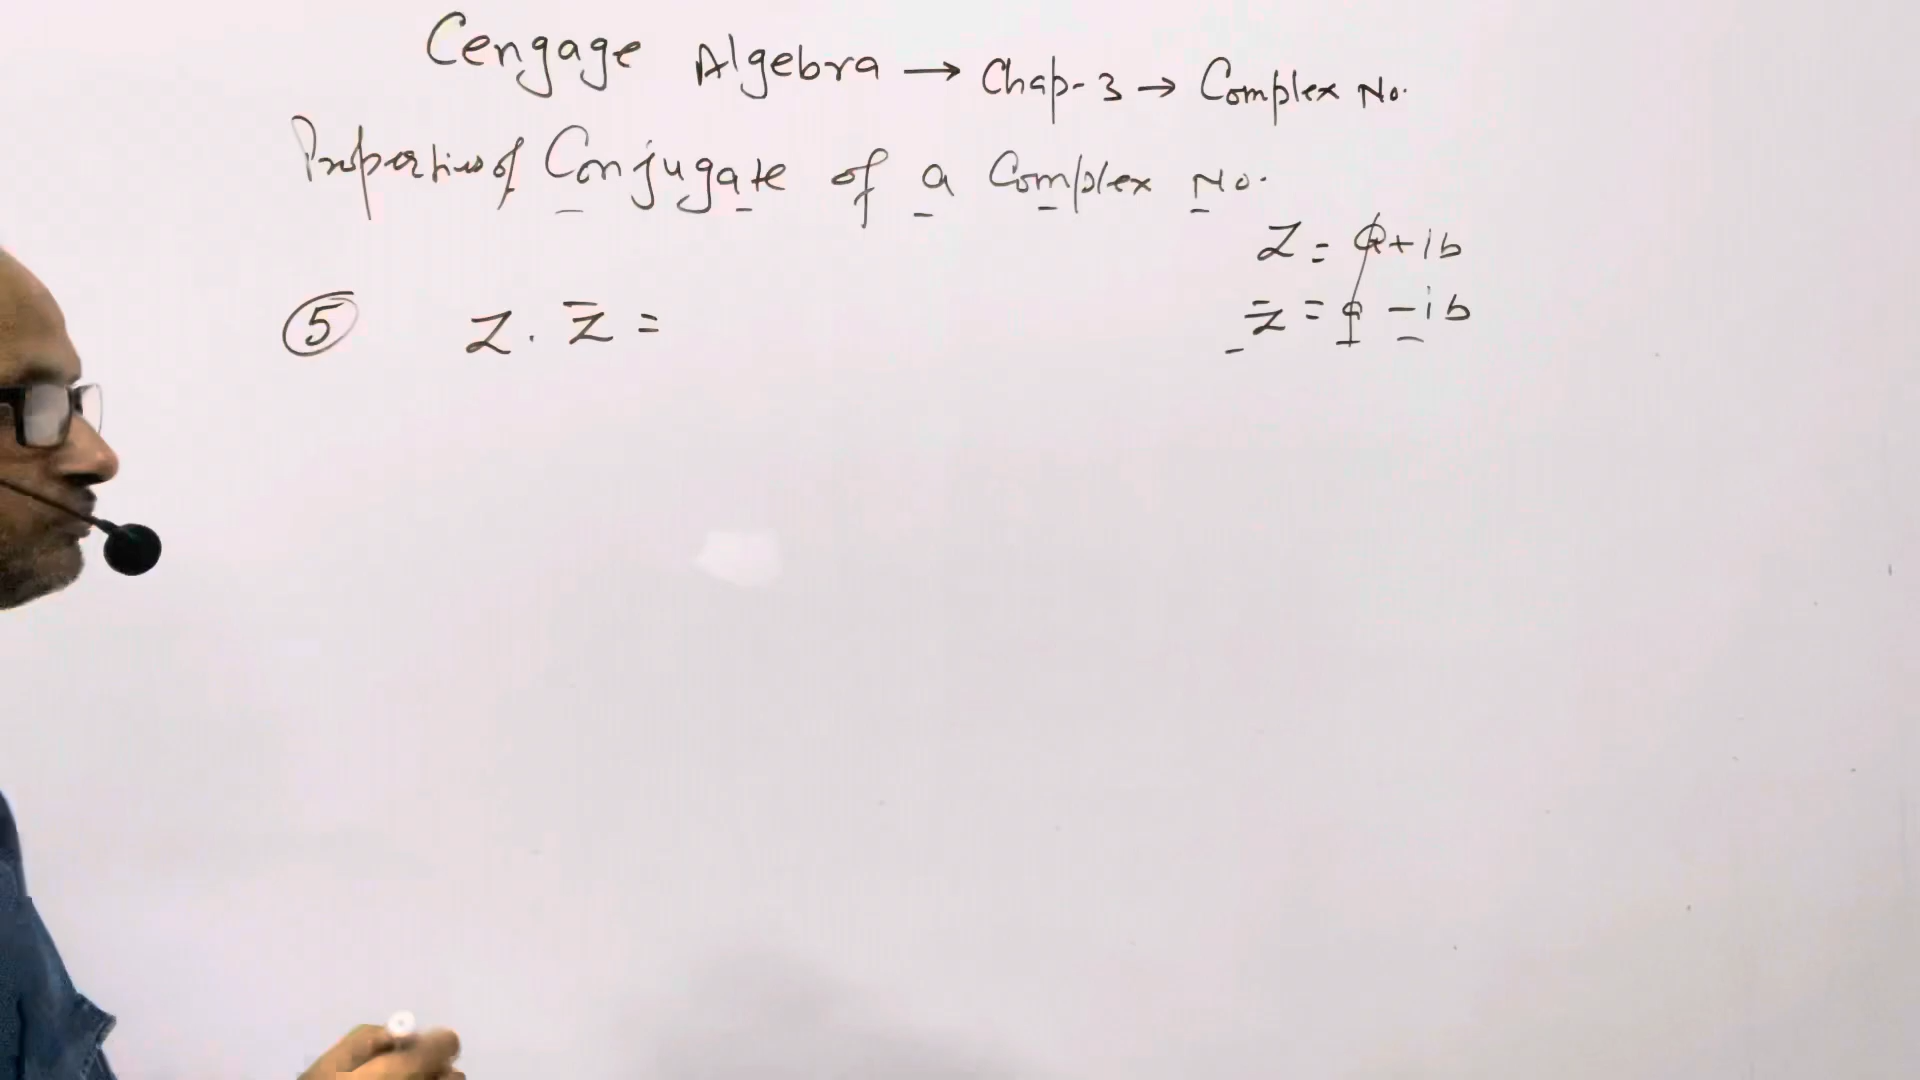 Cengage Algebra → Chap-3 → Complex No.
Properties of Conjugate of a Complex No.
Z = a+ib
z̄ = a -ib
⑤ Z . z̄ =